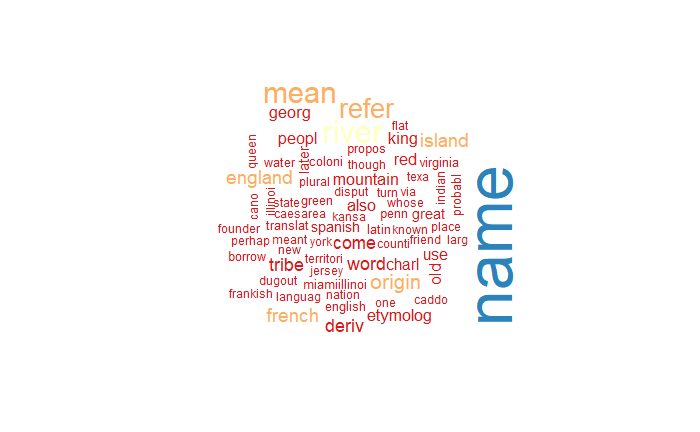 mean
refer
georg
flat
river
king
island
peopl
queen
propos
later
water
coloni
though
red
virginia
england
plural
mountain
texa
via
indian
probabl
disput
turn
cano
illinoi
state
green
also
whose
caesarea
kansa
penn
great
founder
translat
spanish
latin
known
place
perhap
meant
york
come
counti
friend
larg
new
borrow
territori
use
tribe
word
charl
old
jersey
dugout
miamiillinoi
origin
frankish
languag
nation
one
caddo
english
french
etymolog
deriv
name